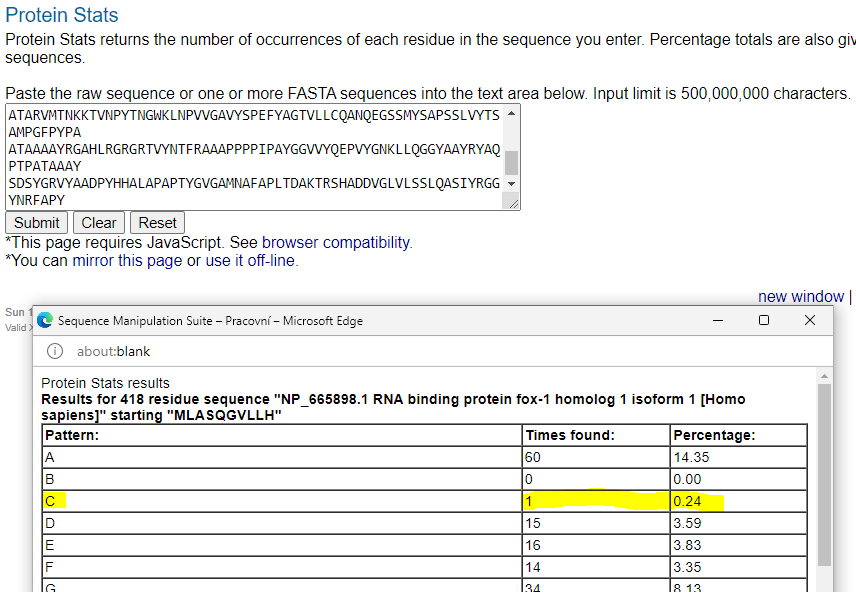 Protein Stats
Protein Stats returns the number of occurrences of each residue in the sequence you enter. Percentage totals are also giv
sequences.
Paste the raw sequence or one or more FASTA sequences into the text area below. Input limit is 500,000,000 characters.
ATARVMTNKKTVNPYTNGWKLNPVVGAVYSPEFYAGTVLLCQANQEGSSMYSAPSSLVYTS
AMPGFPYPA
ATAAAAYRGAHLRGRGRTVYNTFRAAAPPPPIPAYGGVVYQEPVYGNKLLQGGYAAYRYAQ
PTPATAAAY
SDSYGRVYAADPYHHALAPAPTYGVGAMNAFAPLTDAKTRSHADDVGLVLSSLQASIYRGG
YNRFAPY
Submit Clear Reset
*This page requires JavaScript. See browser compatibility.
*You can mirror this page or use it off-line.
new window |
Sun 1
Valid X
Sequence Manipulation Suite – Pracovní – Microsoft Edge
about:blank
Protein Stats results
Results for 418 residue sequence "NP_665898.1 RNA binding protein fox-1 homolog 1 isoform 1 [Homo
sapiens]" starting "MLASQGVLLH"
Pattern: Times found: Percentage:
A 60 14.35
B 0 0.00
C 1 0.24
D 15 3.59
E 16 3.83
F 14 3.35
G 34 8.13